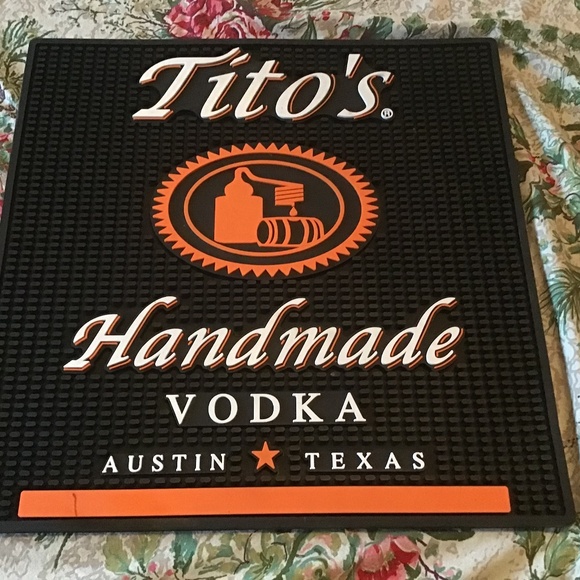 Tito's®
Handmade
VODKA
AUSTIN ★ TEXAS